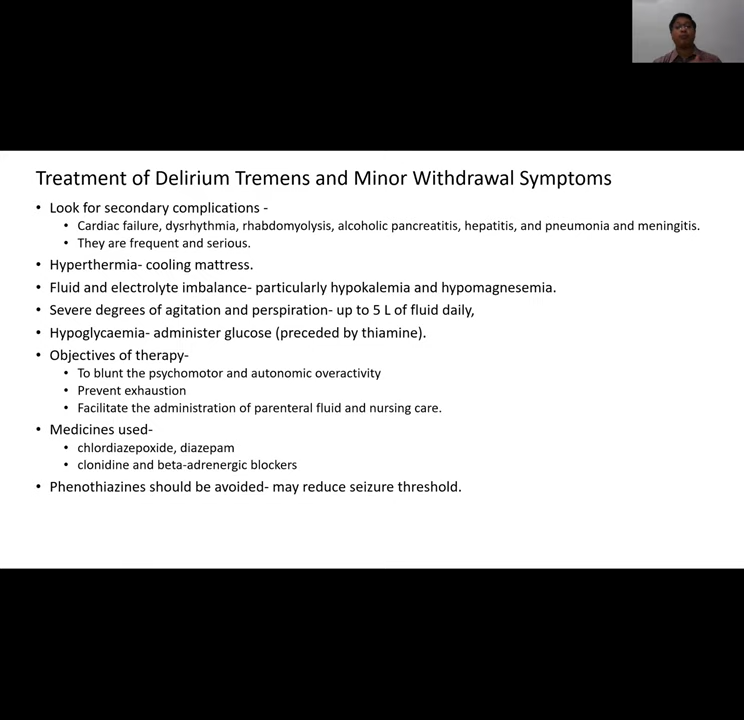 Treatment of Delirium Tremens and Minor Withdrawal Symptoms
• Look for secondary complications -
• Cardiac failure, dysrhythmia, rhabdomyolysis, alcoholic pancreatitis, hepatitis, and pneumonia and meningitis.
• They are frequent and serious.
• Hyperthermia- cooling mattress.
• Fluid and electrolyte imbalance- particularly hypokalemia and hypomagnesemia.
• Severe degrees of agitation and perspiration- up to 5 L of fluid daily,
• Hypoglycaemia- administer glucose (preceded by thiamine).
• Objectives of therapy-
• To blunt the psychomotor and autonomic overactivity
• Prevent exhaustion
• Facilitate the administration of parenteral fluid and nursing care.
• Medicines used-
• chlordiazepoxide, diazepam
• clonidine and beta-adrenergic blockers
• Phenothiazines should be avoided- may reduce seizure threshold.